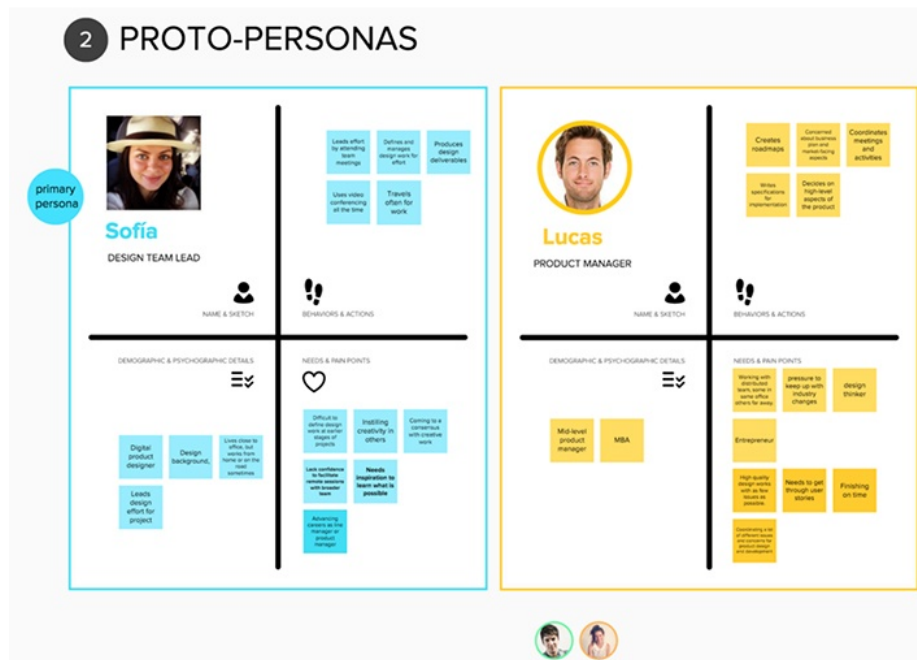 2 PROTO-PERSONAS
primary
persona
Sofía
DESIGN TEAM LEAD
NAME & SKETCH
Leads effort
by attending
team
meetings
Defines and
manages
design work for
effort
Produces
design
deliverables
Uses video
conferencing
all the time
Travels
often for
work
BEHAVIORS & ACTIONS
DEMOGRAPHIC & PSYCHOGRAPHIC DETAILS
Digital
product
designer
Design
background,
Lives close to
office, but
works from
home or on the
road
sometimes
Leads
design
effort for
project
NEEDS & PAIN POINTS
Difficult to
define design
work at earlier
stages of
projects
Instilling
creativity in
others
Coming to a
consensus
with creative
work
Lack confidence
to facilitate
remote sessions
with broader
team
Needs
inspiration to
learn what is
possible
Advancing
careers as line
manager or
product
manager
Lucas
PRODUCT MANAGER
NAME & SKETCH
Creates
roadmaps
Concerned
about business
plan and
market-facing
aspects
Coordinates
meetings
and
activities
Writes
specifications
for
implementation
Decides on
high-level
aspects of
the product
BEHAVIORS & ACTIONS
DEMOGRAPHIC & PSYCHOGRAPHIC DETAILS
Mid-level
product
manager
MBA
NEEDS & PAIN POINTS
Working with
distributed
team, some in
same office
others far away.
pressure to
keep up with
industry
changes
design
thinker
Entrepreneur
High quality
design works
with as few
issues as
possible.
Needs to get
through user
stories
Finishing
on time
Coordinating a lot
of different issues
and concerns for
product design
and development